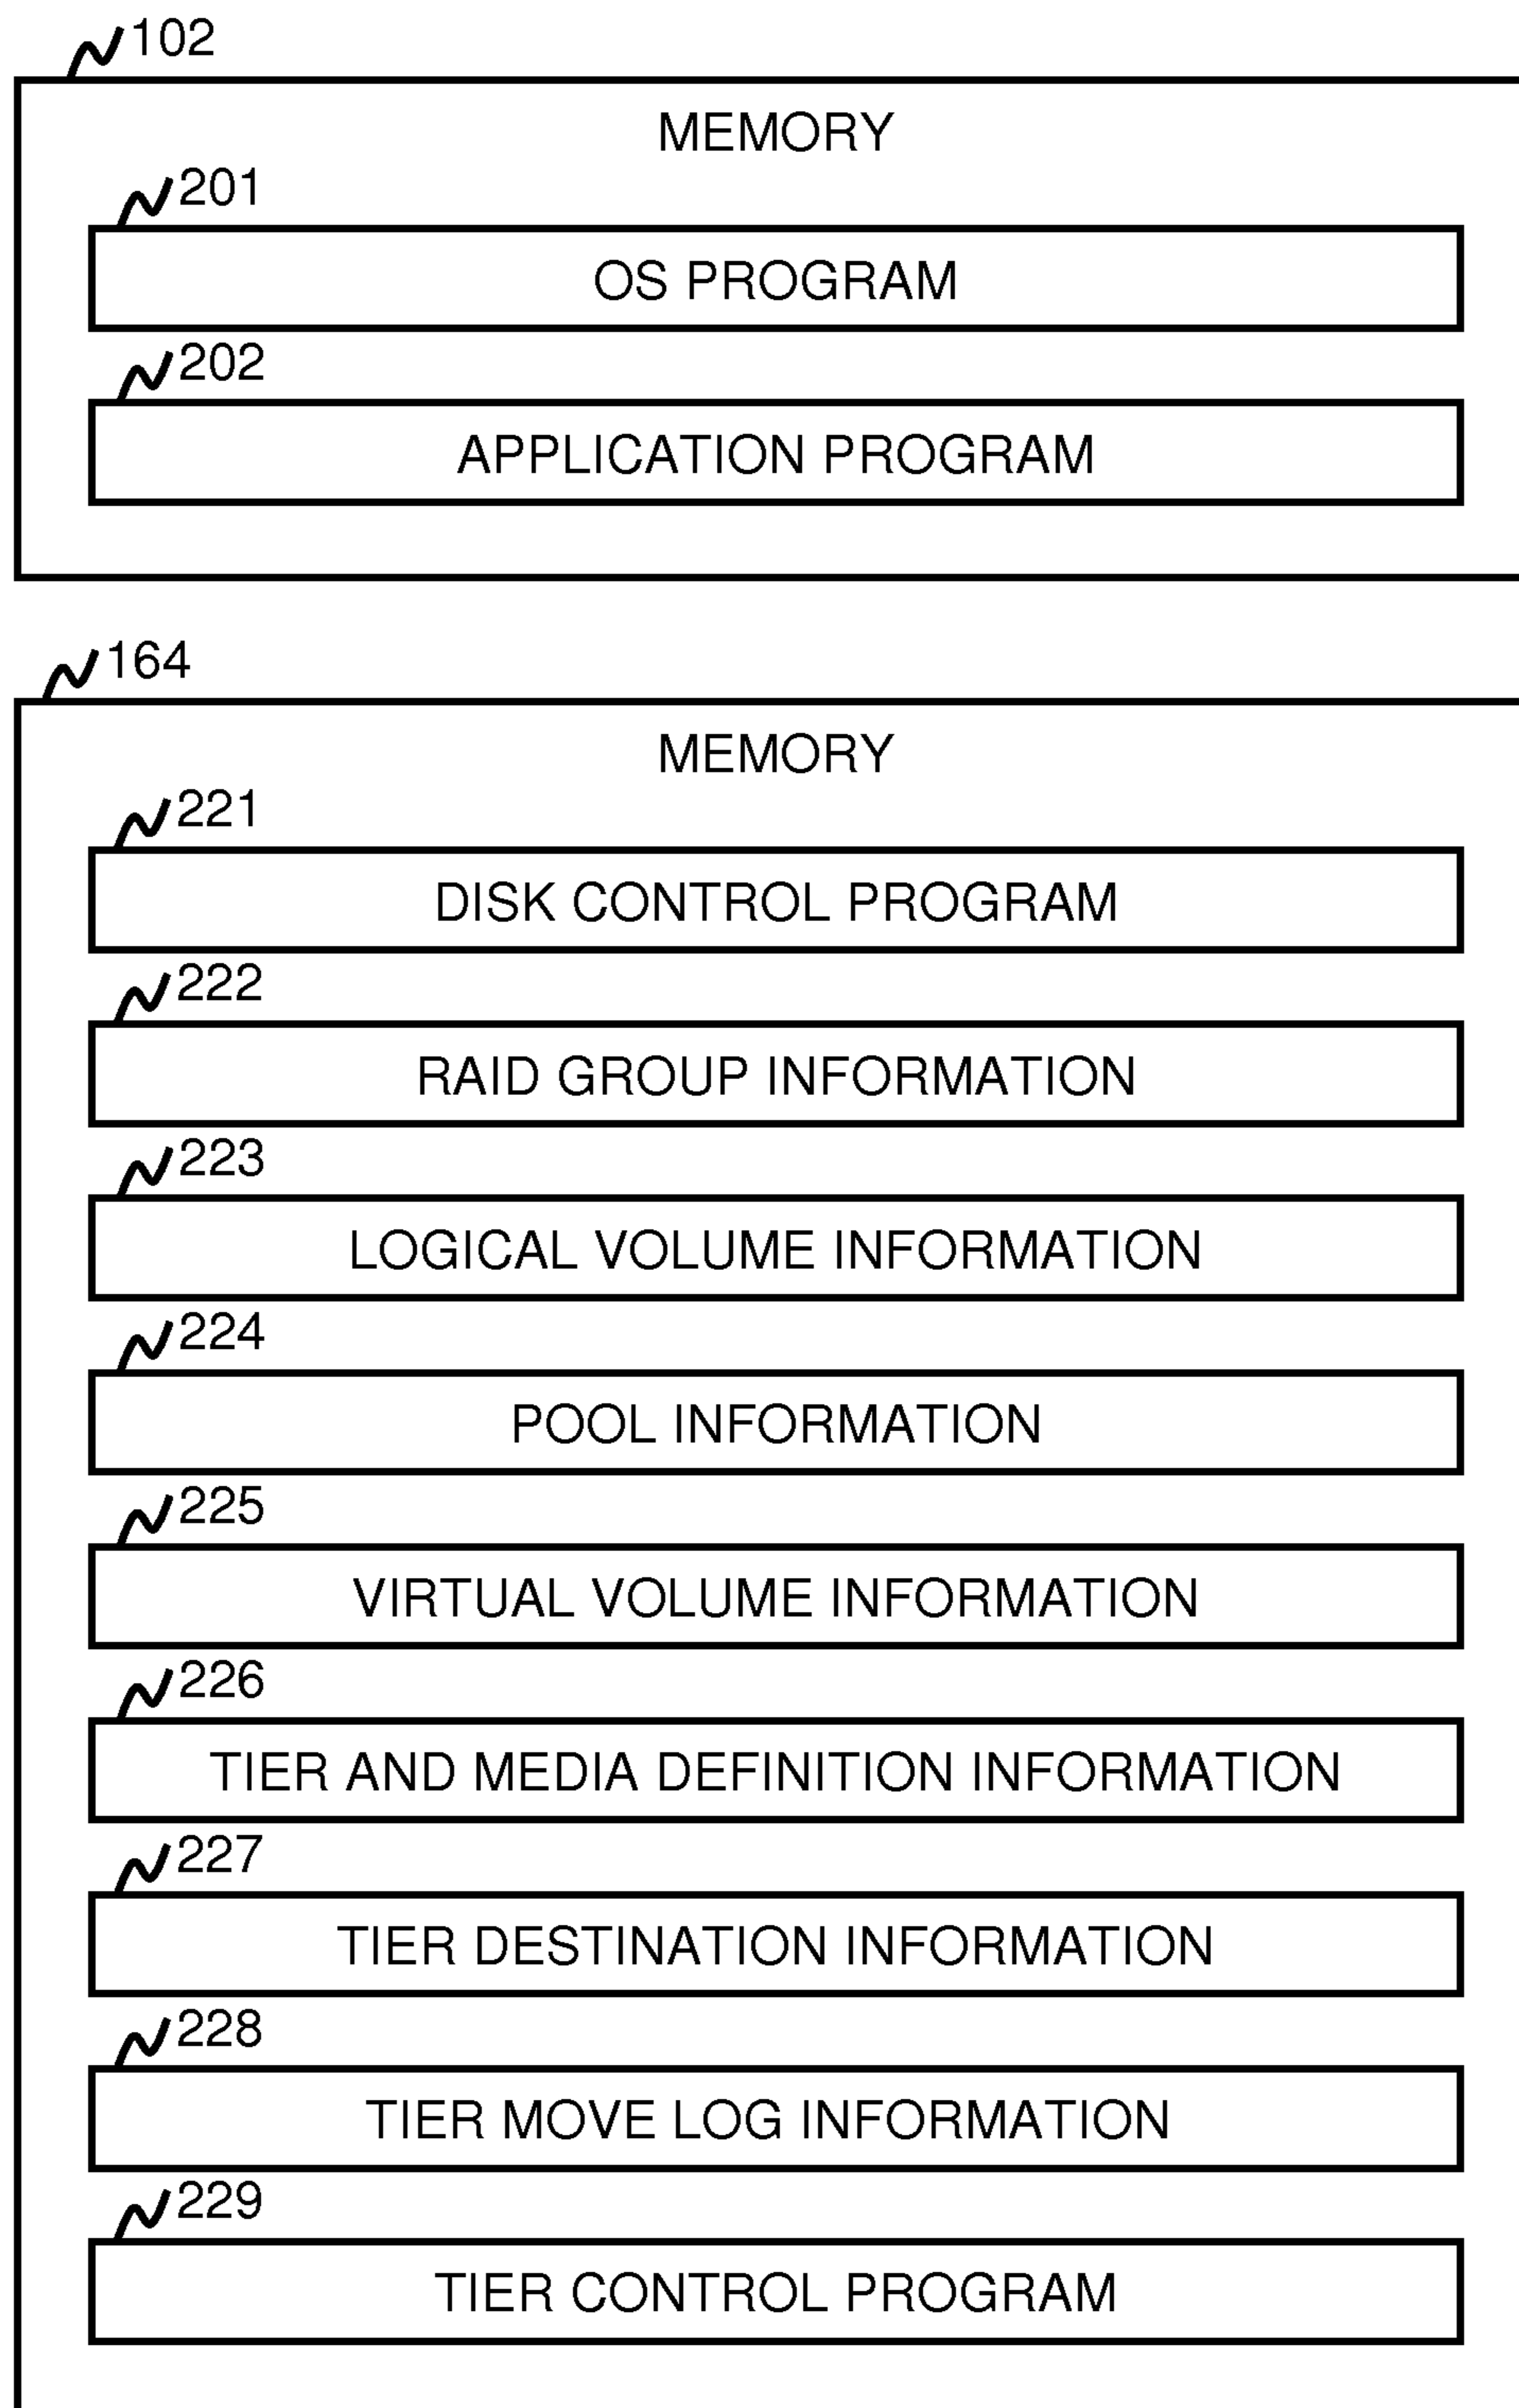 102
MEMORY
201
OS PROGRAM
202
APPLICATION PROGRAM
164
MEMORY
221
DISK CONTROL PROGRAM
222
RAID GROUP INFORMATION
223
LOGICAL VOLUME INFORMATION
224
POOL INFORMATION
225
VIRTUAL VOLUME INFORMATION
226
TIER AND MEDIA DEFINITION INFORMATION
227
TIER DESTINATION INFORMATION
228
TIER MOVE LOG INFORMATION
229
TIER CONTROL PROGRAM